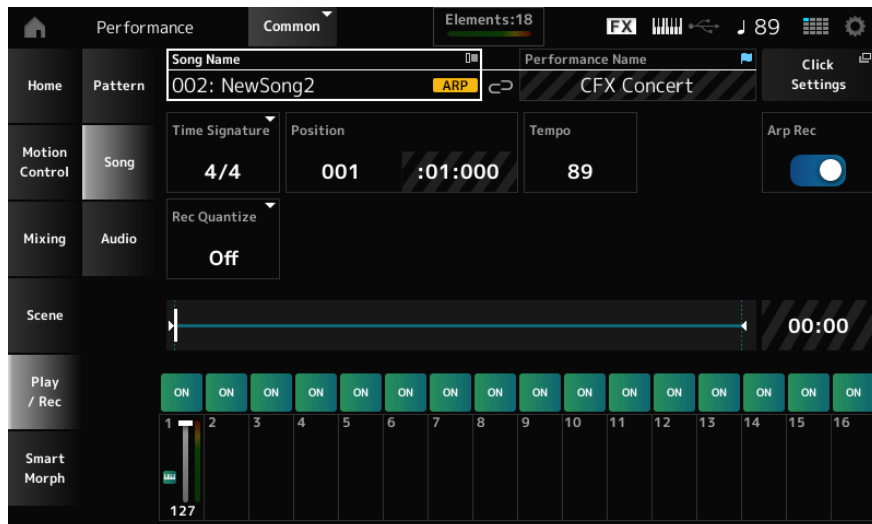 Performance
Common
Elements:18
FX
89
Song Name
002: NewSong2
ARP
Performance Name
CFX Concert
Click
Settings
Home
Pattern
Time Signature
4/4
Position
001
:01:000
Tempo
89
Arp Rec
Motion
Control
Song
Rec Quantize
Off
Mixing
Audio
Scene
00:00
Play
/ Rec
ON ON ON ON ON ON ON ON ON ON ON ON ON ON ON ON
1 2 3 4 5 6 7 8 9 10 11 12 13 14 15 16
Smart
Morph
127